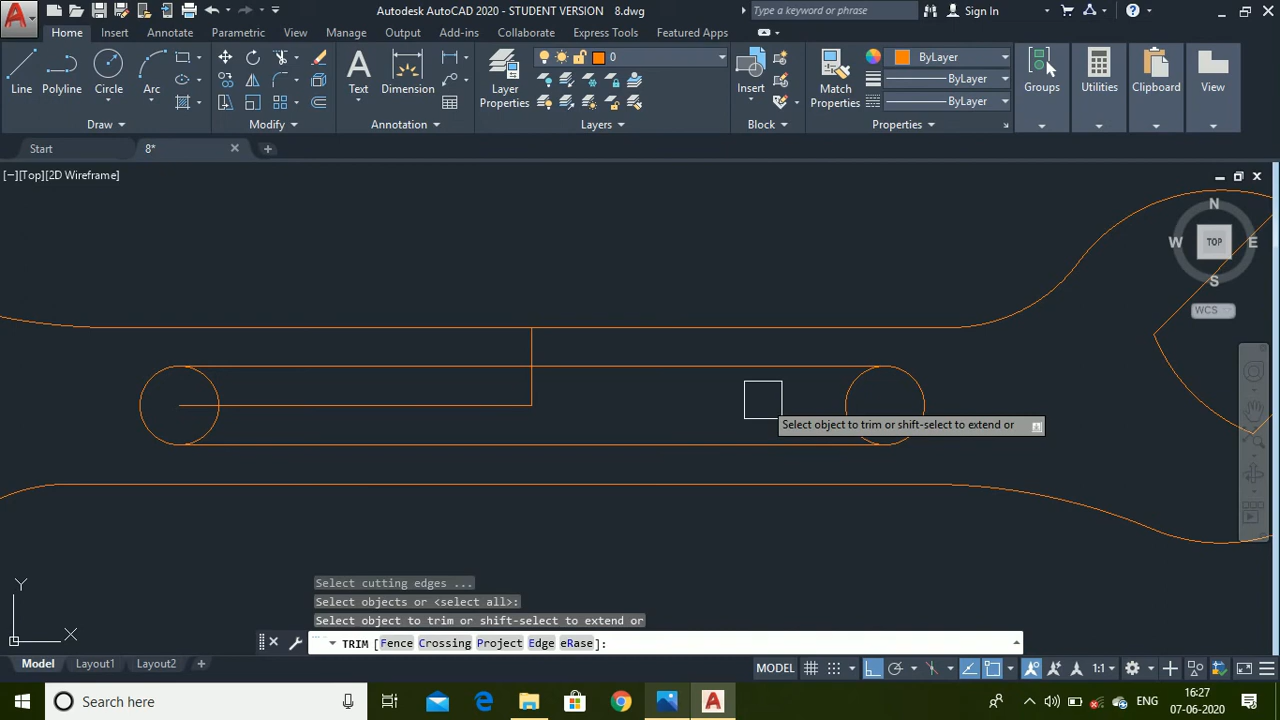 Autodesk AutoCAD 2020 - STUDENT VERSION 8.dwg
Type a keyword or phrase
Sign In
Home Insert Annotate Parametric View Manage Output Add-ins Collaborate Express Tools Featured Apps
Line Polyline Circle Arc
Draw
Modify
Text Dimension
Annotation
Layer Properties
0
Layers
Insert
Block
Match Properties
ByLayer
ByLayer
ByLayer
Properties
Groups
Utilities
Clipboard
View
Start 8*
[−][Top][2D Wireframe]
N
W TOP E
S
WCS
Select object to trim or shift-select to extend or
Y
X
Select cutting edges ...
Select objects or <select all>:
Select object to trim or shift-select to extend or
TRIM [Fence Crossing Project Edge eRase]:
Model Layout1 Layout2
MODEL
1:1
Search here
ENG
16:27
07-06-2020